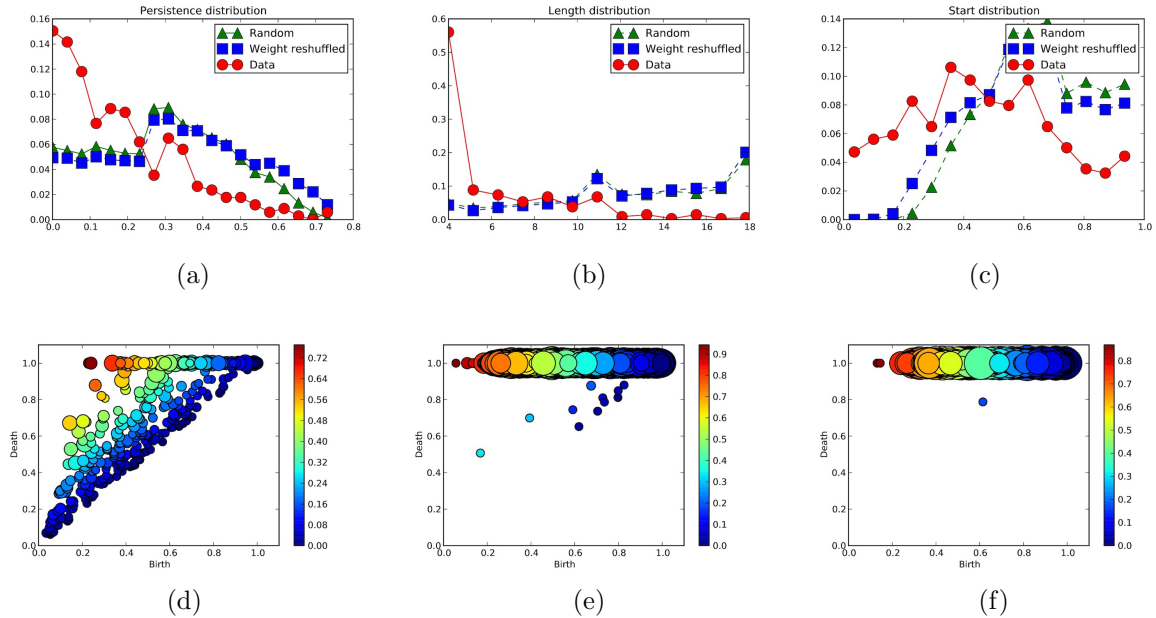 Persistence distribution
0.16
0.14
0.12
0.10
0.08
0.06
0.04
0.02
0.00
0.0 0.1 0.2 0.3 0.4 0.5 0.6 0.7 0.8
Random
Weight reshuffled
Data
(a)
Length distribution
0.6
0.5
0.4
0.3
0.2
0.1
0.0
4 6 8 10 12 14 16 18
Random
Weight reshuffled
Data
(b)
Start distribution
0.14
0.12
0.10
0.08
0.06
0.04
0.02
0.00
0.0 0.2 0.4 0.6 0.8 1.0
Random
Weight reshuffled
Data
(c)
Death
1.0
0.8
0.6
0.4
0.2
0.0
0.0 0.2 0.4 0.6 0.8 1.0
Birth
0.72
0.64
0.56
0.48
0.40
0.32
0.24
0.16
0.08
0.00
(d)
Death
1.0
0.8
0.6
0.4
0.2
0.0
0.0 0.2 0.4 0.6 0.8 1.0
Birth
0.9
0.8
0.7
0.6
0.5
0.4
0.3
0.2
0.1
0.0
(e)
Death
1.0
0.8
0.6
0.4
0.2
0.0
0.0 0.2 0.4 0.6 0.8 1.0
Birth
0.8
0.7
0.6
0.5
0.4
0.3
0.2
0.1
0.0
(f)